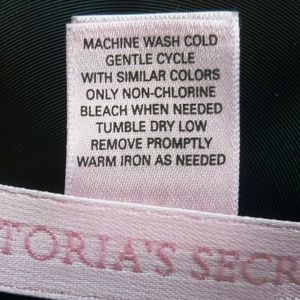 MACHINE WASH COLD
GENTLE CYCLE
WITH SIMILAR COLORS
ONLY NON-CHLORINE
BLEACH WHEN NEEDED
TUMBLE DRY LOW
REMOVE PROMPTLY
WARM IRON AS NEEDED
TORIA'S SECR